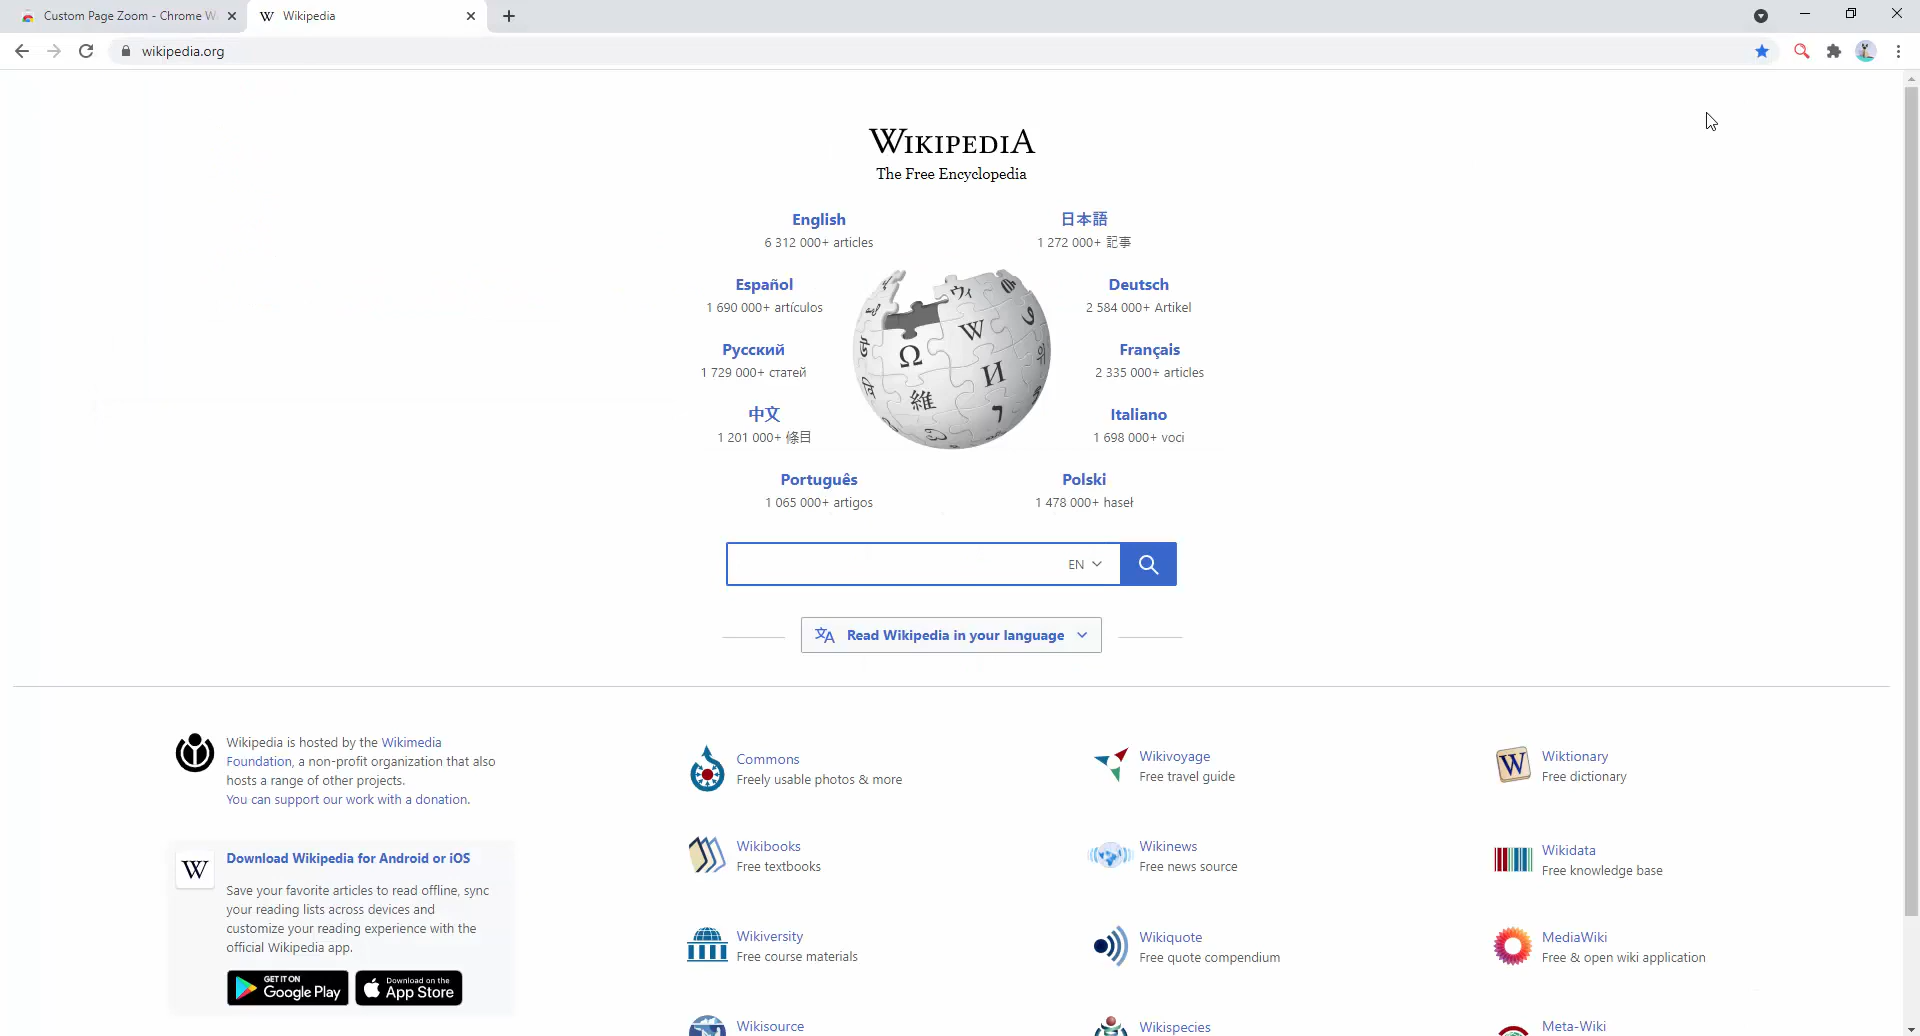 Custom Page Zoom - Chrome W
Wikipedia
wikipedia.org
WIKIPEDIA
The Free Encyclopedia
English
6 312 000+ articles
日本語
1 272 000+ 記事
Español
1 690 000+ artículos
Deutsch
2 584 000+ Artikel
Русский
1 729 000+ статей
Français
2 335 000+ articles
中文
1 201 000+ 條目
Italiano
1 698 000+ voci
Português
1 065 000+ artigos
Polski
1 478 000+ haseł
Ω W И 維 ウィ
EN
Read Wikipedia in your language
Wikipedia is hosted by the Wikimedia
Foundation, a non-profit organization that also
hosts a range of other projects.
You can support our work with a donation.
Download Wikipedia for Android or iOS
Save your favorite articles to read offline, sync
your reading lists across devices and
customize your reading experience with the
official Wikipedia app.
GET IT ON
Google Play
Download on the
App Store
Commons
Freely usable photos & more
Wikivoyage
Free travel guide
Wiktionary
Free dictionary
Wikibooks
Free textbooks
Wikinews
Free news source
Wikidata
Free knowledge base
Wikiversity
Free course materials
Wikiquote
Free quote compendium
MediaWiki
Free & open wiki application
Wikisource
Wikispecies
Meta-Wiki